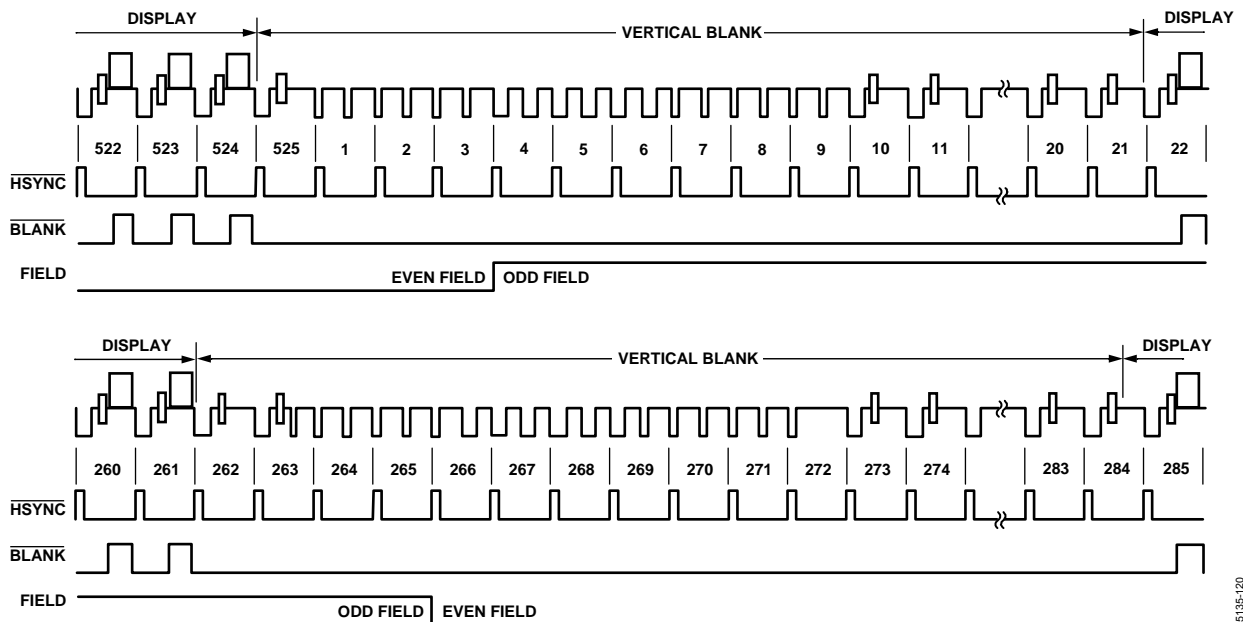 DISPLAY VERTICAL BLANK DISPLAY
522 523 524 525 1 2 3 4 5 6 7 8 9 10 11 20 21 22
HSYNC
BLANK
FIELD EVEN FIELD ODD FIELD
DISPLAY VERTICAL BLANK DISPLAY
260 261 262 263 264 265 266 267 268 269 270 271 272 273 274 283 284 285
HSYNC
BLANK
FIELD ODD FIELD EVEN FIELD
5135-120